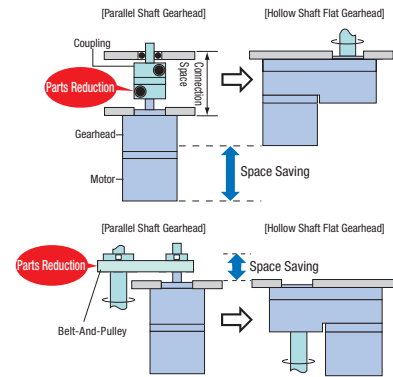 [Parallel Shaft Gearhead]
[Hollow Shaft Flat Gearhead]
Coupling
Parts Reduction
Connection
Space
Gearhead
Motor
Space Saving
[Parallel Shaft Gearhead]
[Hollow Shaft Flat Gearhead]
Parts Reduction
Space Saving
Belt-And-Pulley